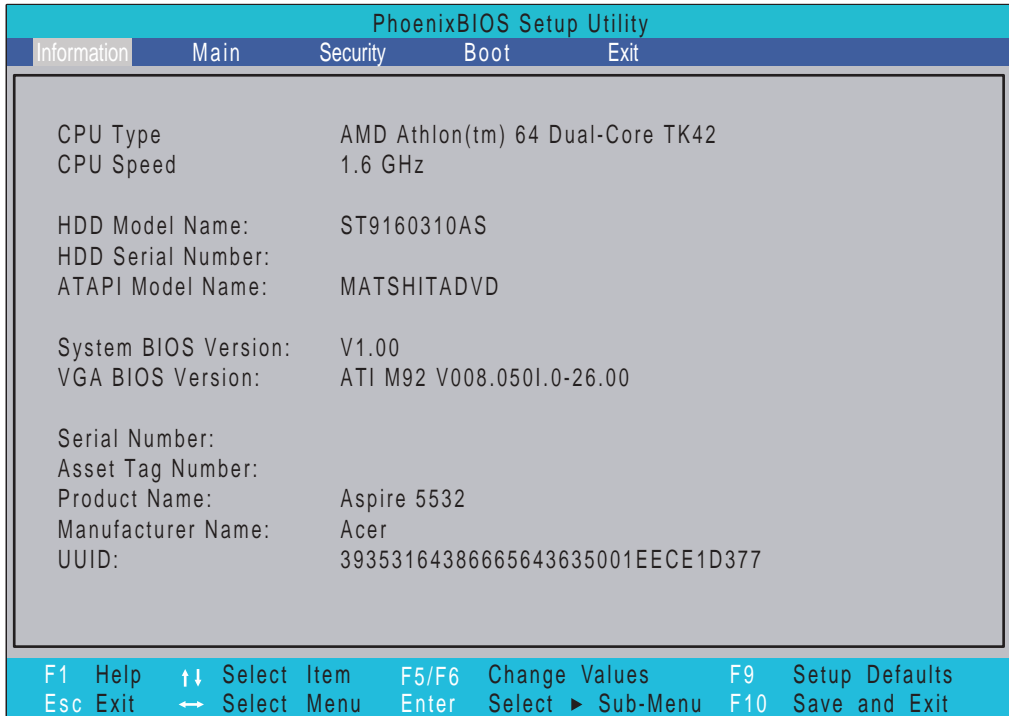 PhoenixBIOS Setup Utility
Information Main Security Boot Exit
CPU Type AMD Athlon(tm) 64 Dual-Core TK42
CPU Speed 1.6 GHz
HDD Model Name: ST9160310AS
HDD Serial Number:
ATAPI Model Name: MATSHITADVD
System BIOS Version: V1.00
VGA BIOS Version: ATI M92 V008.050I.0-26.00
Serial Number:
Asset Tag Number:
Product Name: Aspire 5532
Manufacturer Name: Acer
UUID: 39353164386665643635001EECE1D377
F1 Help ↑↓ Select Item F5/F6 Change Values F9 Setup Defaults
Esc Exit ↔ Select Menu Enter Select ▶ Sub-Menu F10 Save and Exit